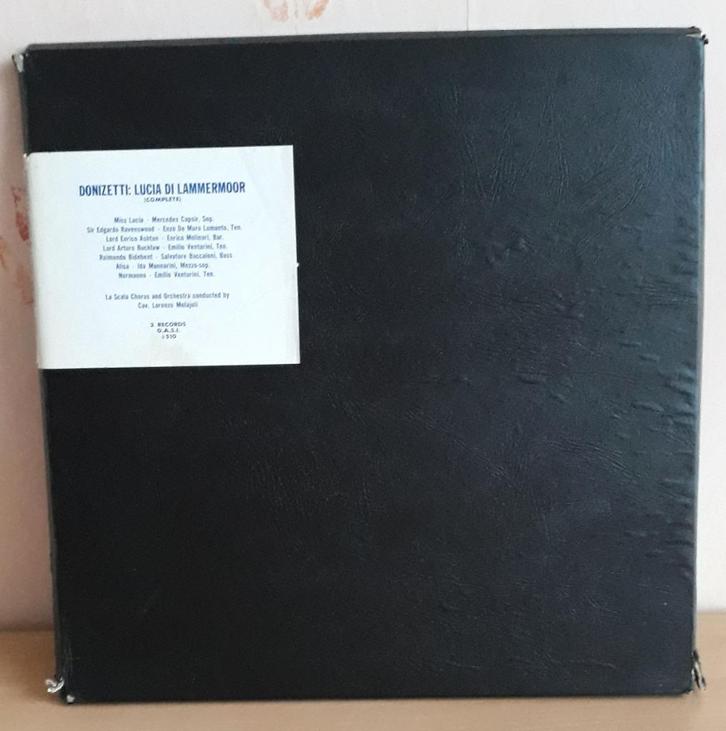 DONIZETTI: LUCIA DI LAMMERMOOR
(COMPLETE)
Miss Lucia - Mercedes Capsir, Sop.
Sir Edgardo Ravenswood - Enzo De Muro Lomanto, Ten.
Lord Enrico Ashton - Enrico Molinari, Bar.
Lord Arturo Bucklaw - Emilio Venturini, Ten.
Raimondo Bidebent - Salvatore Baccaloni, Bass
Alisa - Ida Mannarini, Mezzo-sop.
Normanno - Emilio Venturini, Ten.
La Scala Chorus and Orchestra conducted by
Cav. Lorenzo Molajoli
3 RECORDS
O.A.S.I.
510